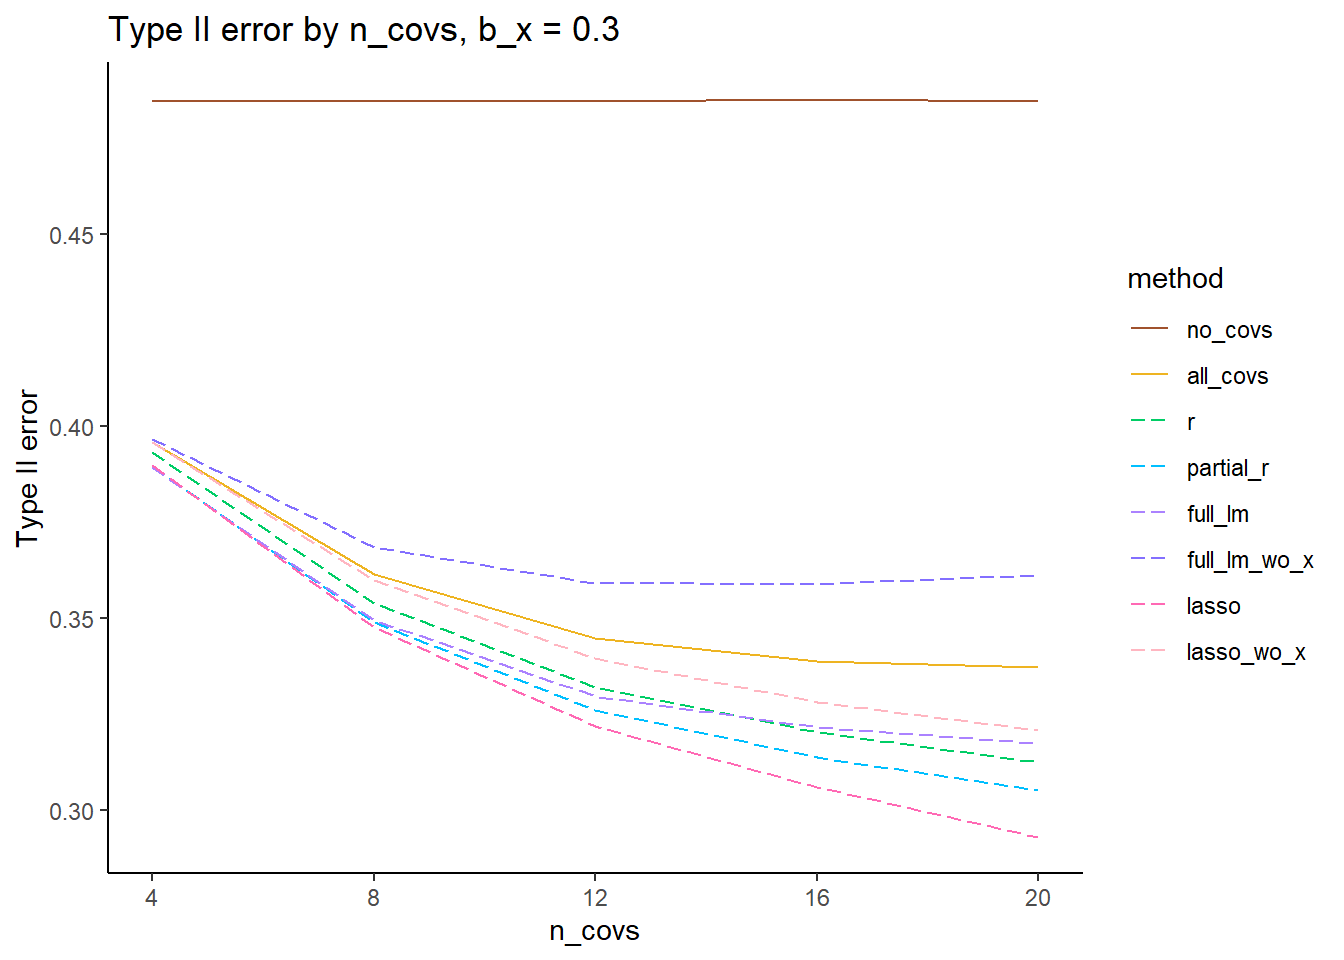 Type II error by n_covs, b_x = 0.3
Type II error
0.45
0.40
0.35
0.30
4 8 12 16 20
n_covs
method
no_covs
all_covs
r
partial_r
full_lm
full_lm_wo_x
lasso
lasso_wo_x